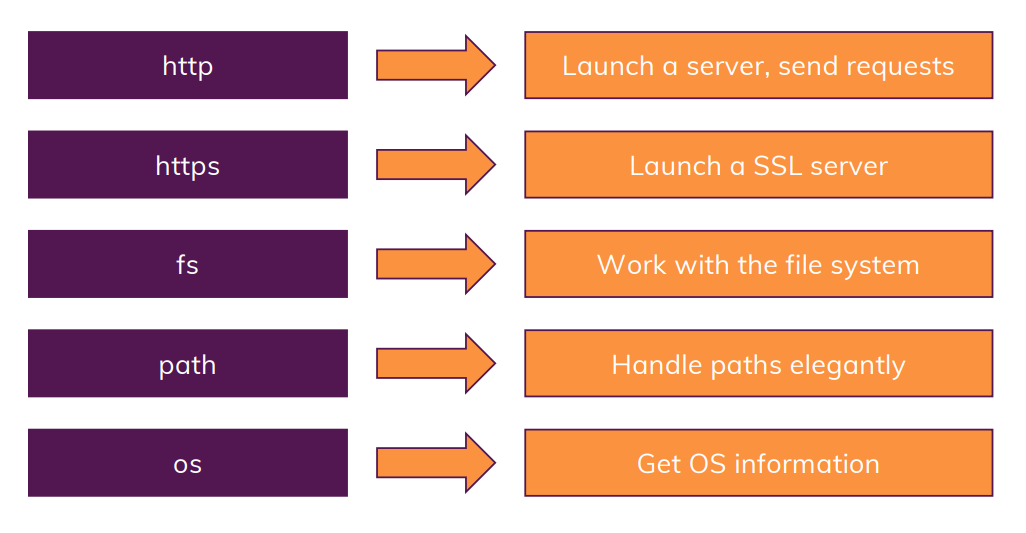 http
Launch a server, send requests
https
Launch a SSL server
fs
Work with the file system
path
Handle paths elegantly
os
Get OS information